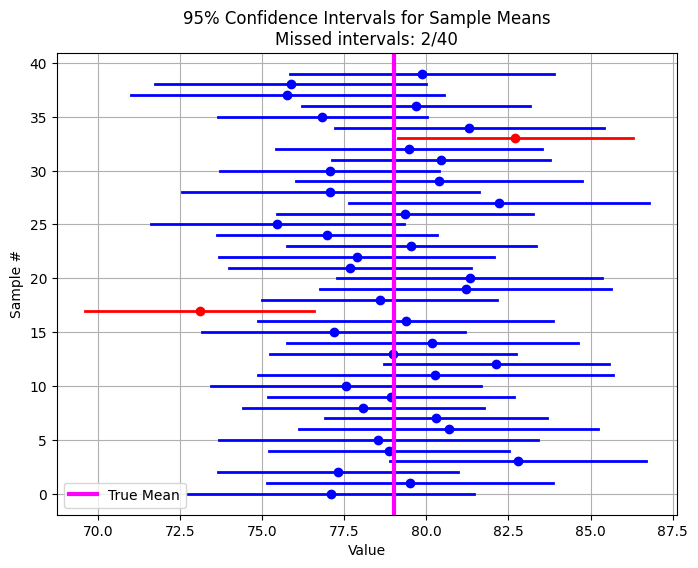 95% Confidence Intervals for Sample Means
Missed intervals: 2/40
40
35
30
25
20
15
10
5
0
Sample #
True Mean
70.0 72.5 75.0 77.5 80.0 82.5 85.0 87.5
Value